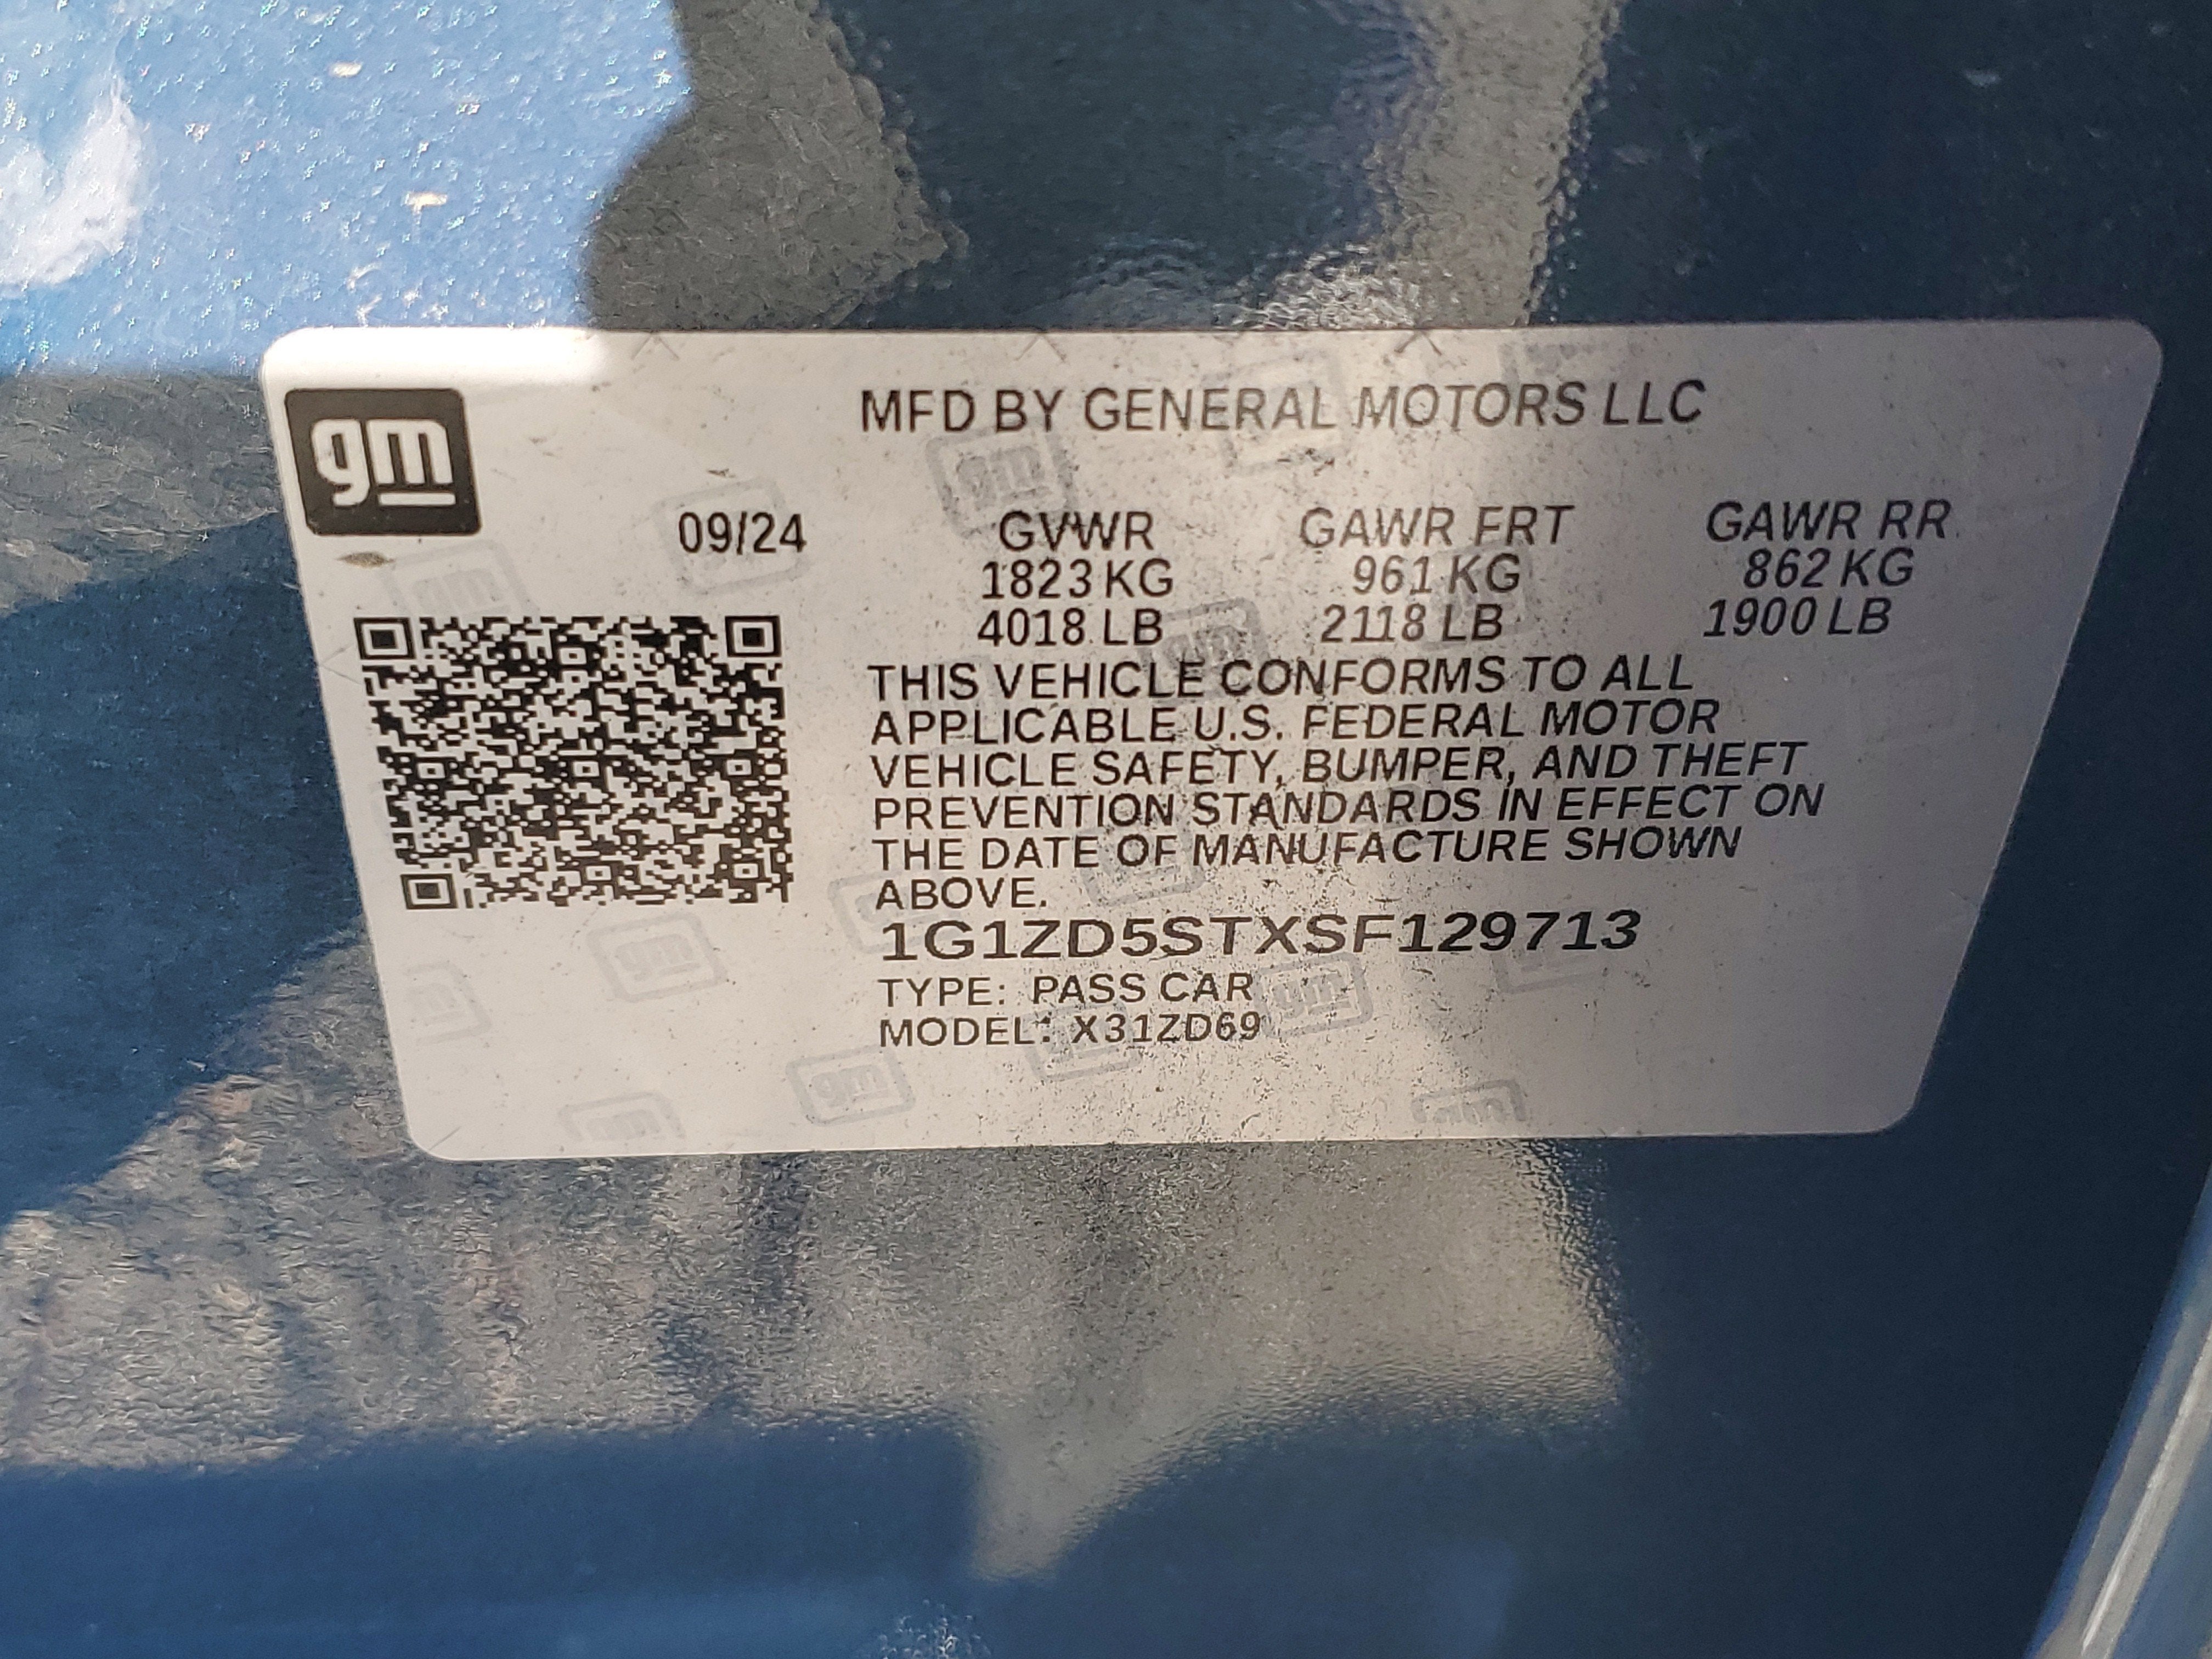 gm
MFD BY GENERAL MOTORS LLC
09/24 GVWR GAWR FRT GAWR RR
1823 KG 961 KG 862 KG
4018 LB 2118 LB 1900 LB
THIS VEHICLE CONFORMS TO ALL
APPLICABLE U.S. FEDERAL MOTOR
VEHICLE SAFETY, BUMPER, AND THEFT
PREVENTION STANDARDS IN EFFECT ON
THE DATE OF MANUFACTURE SHOWN
ABOVE.
1G1ZD5STXSF129713
TYPE: PASS CAR
MODEL: X31ZD69